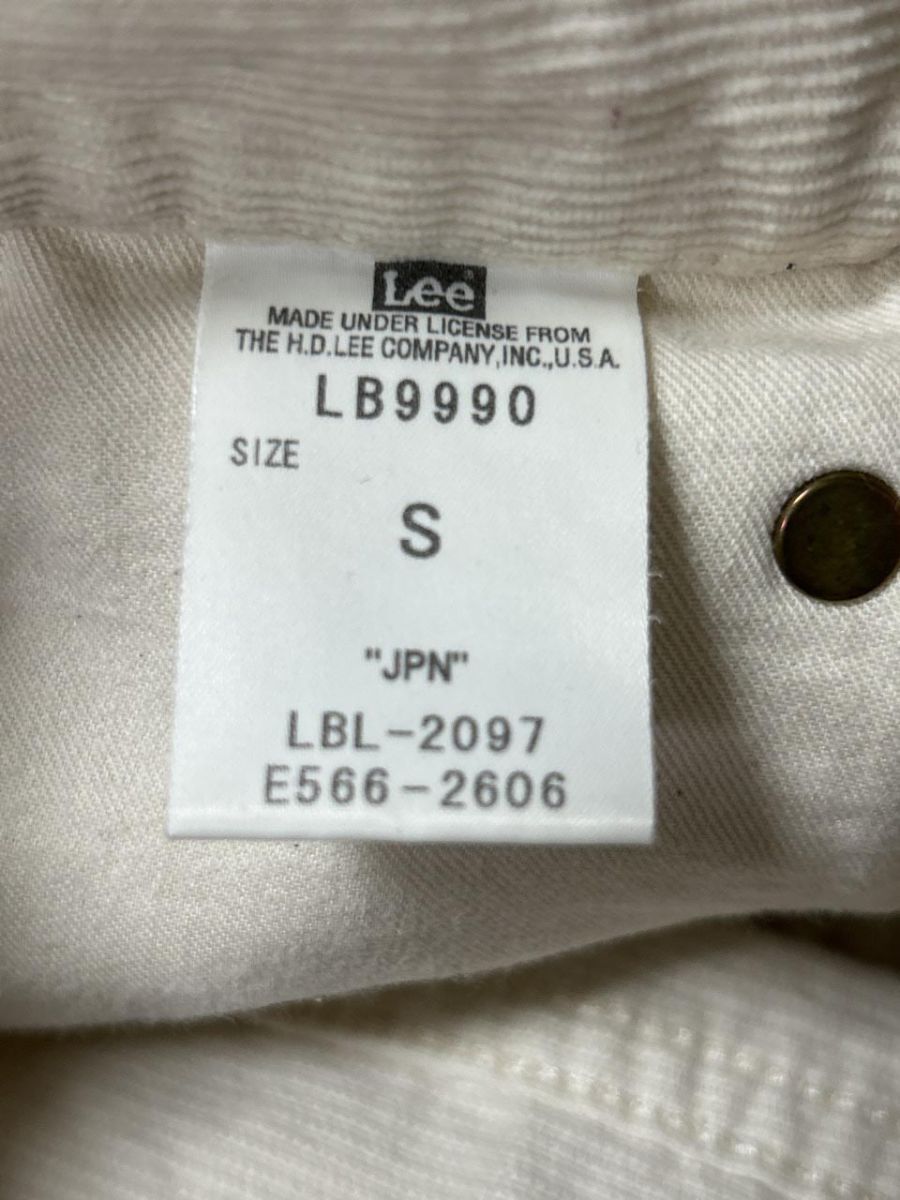 Lee
MADE UNDER LICENSE FROM
THE H.D.LEE COMPANY,INC.,U.S.A.
LB9990
SIZE
S
"JPN"
LBL-2097
E566-2606